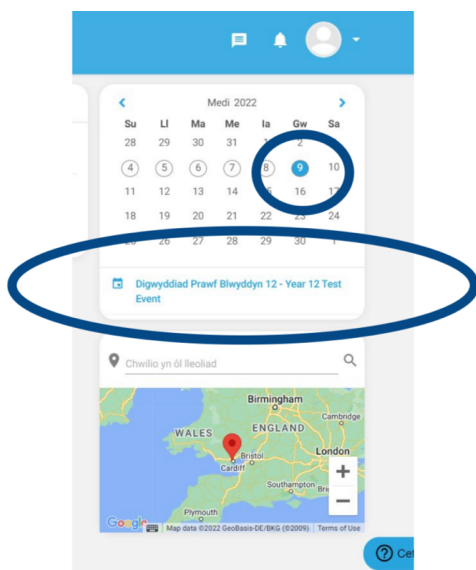 Medi 2022
Su Ll Ma Me Ia Gw Sa
28 29 30 31 1 2
4 5 6 7 8 9 10
11 12 13 14 15 16 17
18 19 20 21 22 23 24
25 26 27 28 29 30 1
Digwyddiad Prawf Blwyddyn 12 - Year 12 Test
Event
Chwilio yn ôl lleoliad
Birmingham
Cambridge
WALES ENGLAND
Bristol London
Cardiff
+
Southampton
−
Plymouth
Google Map data ©2022 GeoBasis-DE/BKG (©2009) Terms of Use